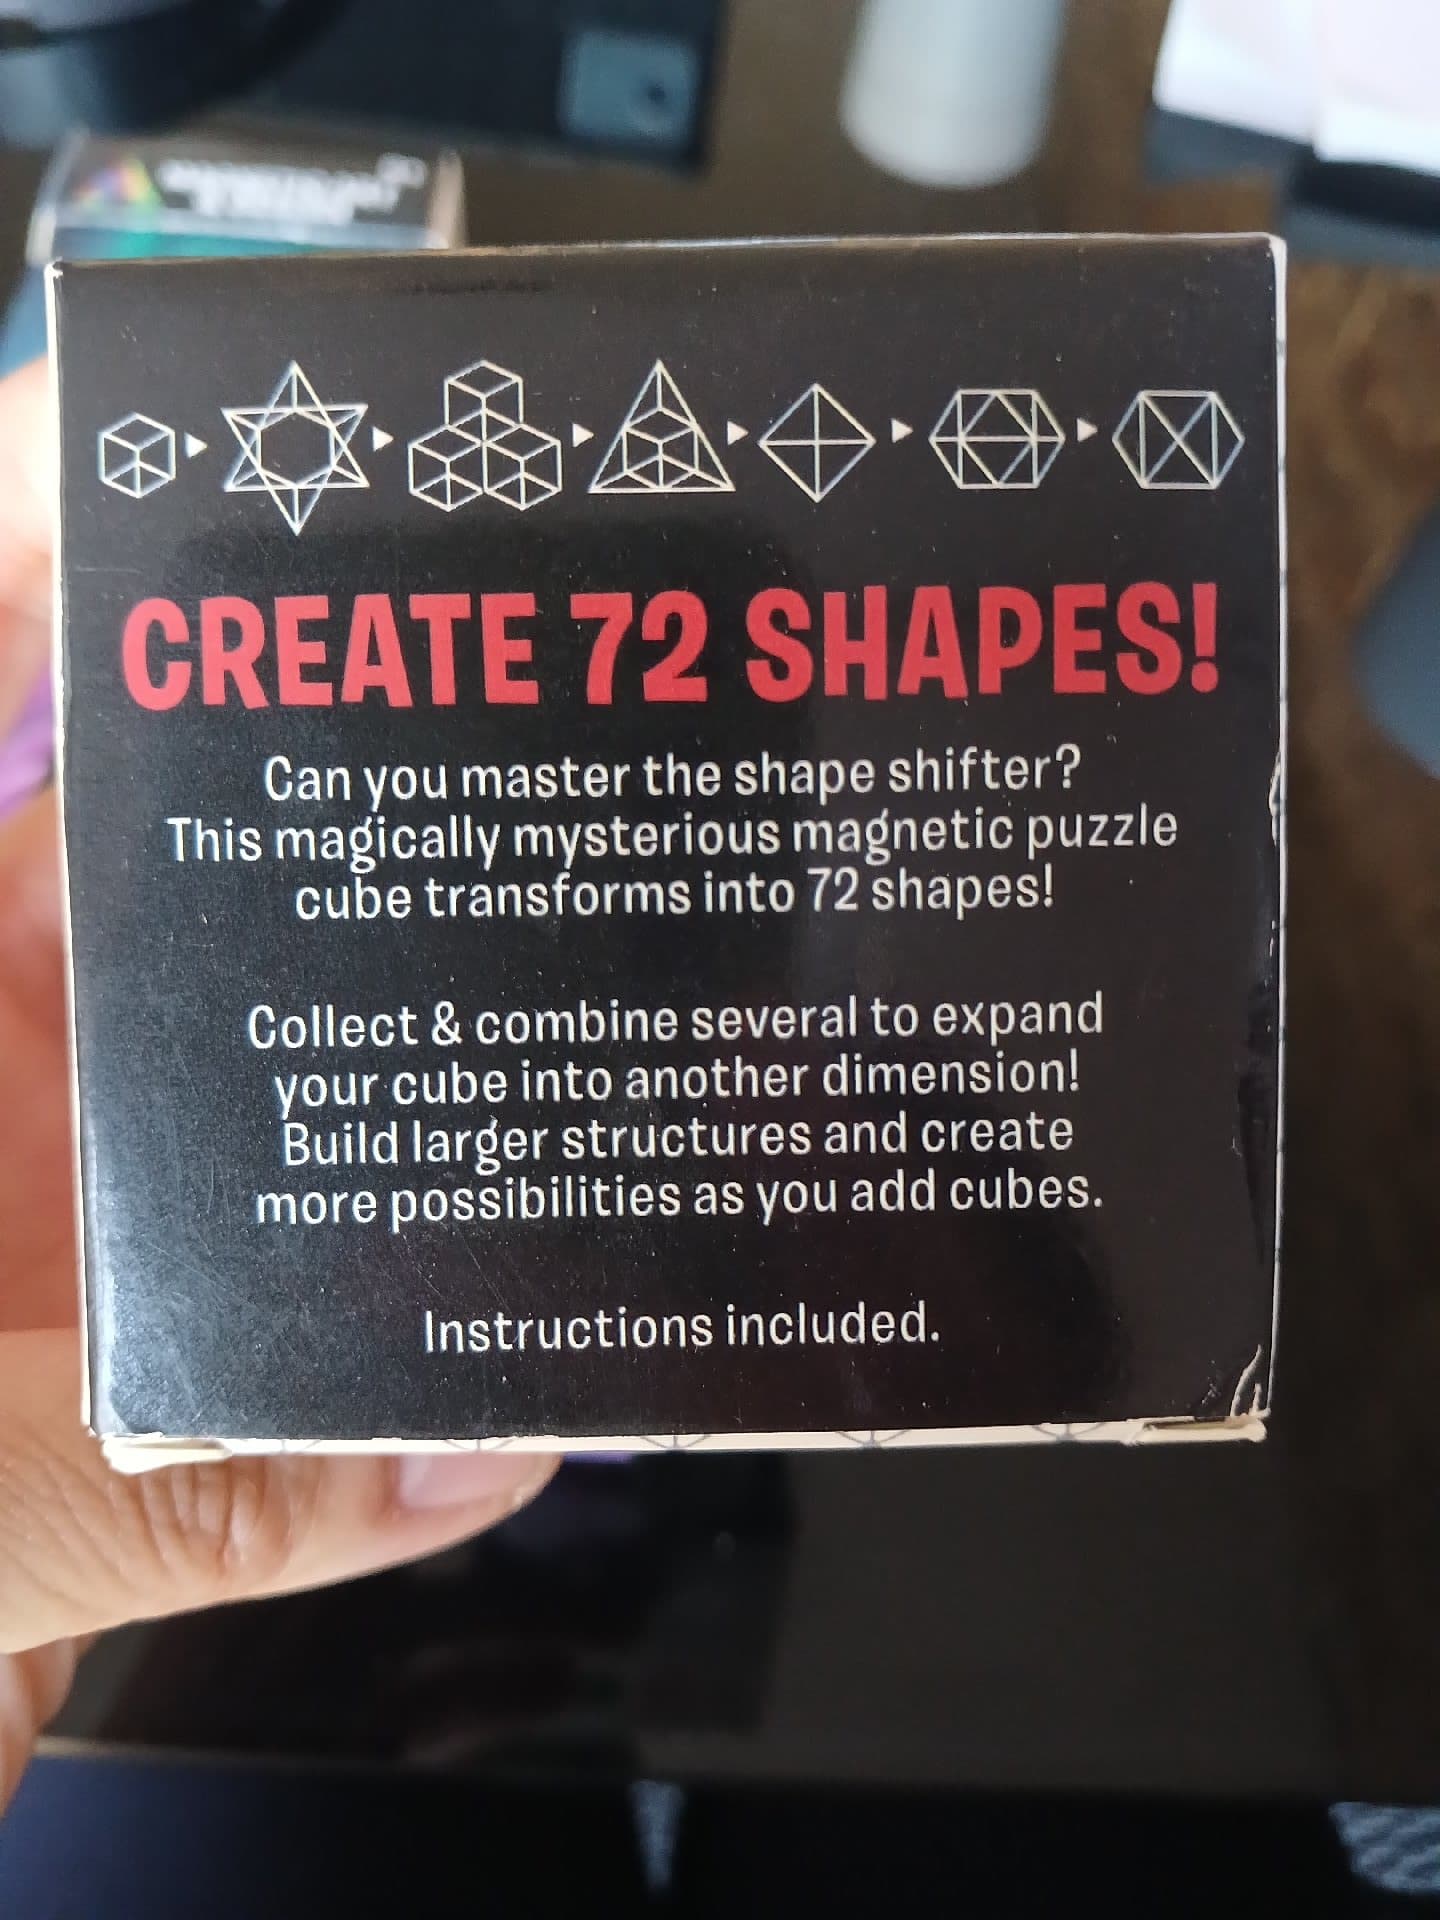 CREATE 72 SHAPES!
Can you master the shape shifter?
This magically mysterious magnetic puzzle
cube transforms into 72 shapes!
Collect & combine several to expand
your cube into another dimension!
Build larger structures and create
more possibilities as you add cubes.
Instructions included.